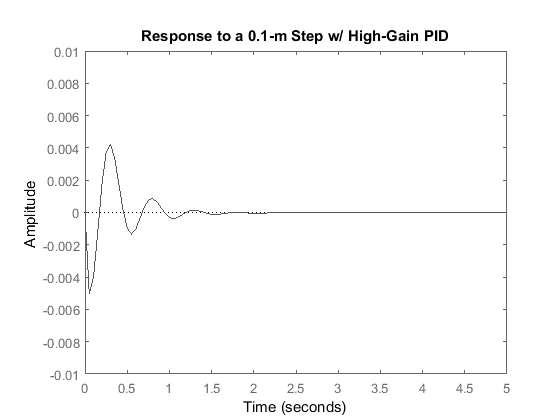 Response to a 0.1-m Step w/ High-Gain PID
0.01
0.008
0.006
0.004
0.002
0
-0.002
-0.004
-0.006
-0.008
-0.01
Amplitude
0 0.5 1 1.5 2 2.5 3 3.5 4 4.5 5
Time (seconds)